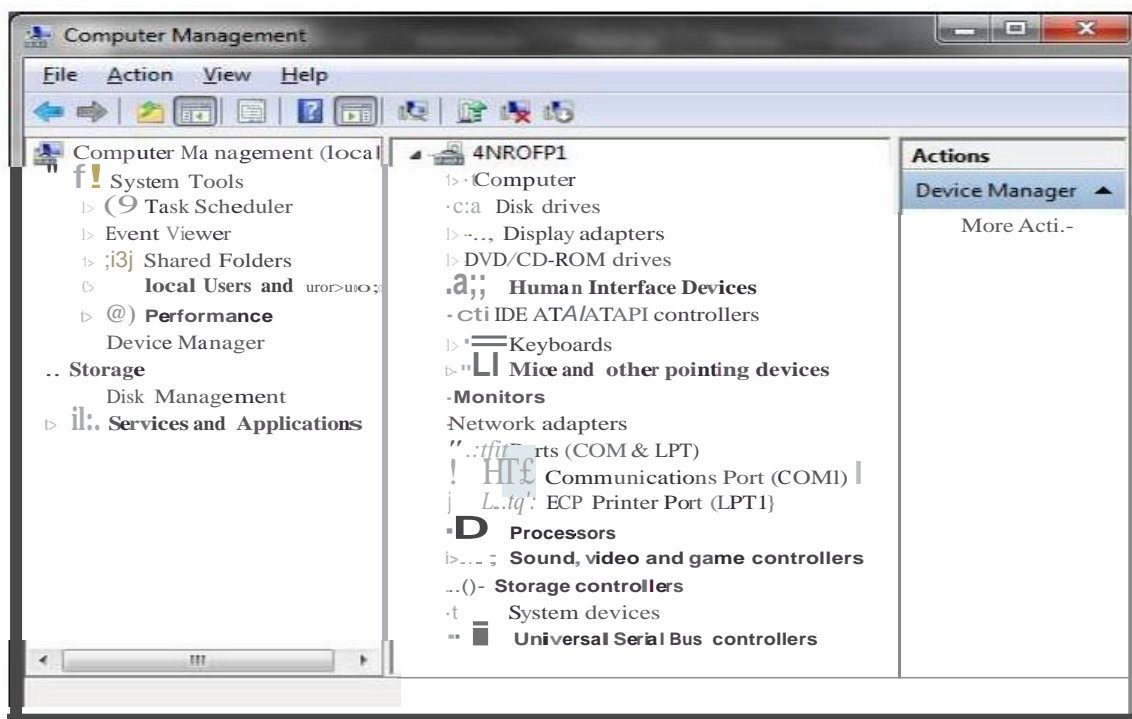 Computer Management
File Action View Help
Computer Ma nagement (local
System Tools
Task Scheduler
Event Viewer
Shared Folders
local Users and
@) Performance
Device Manager
.. Storage
Disk Management
Services and Applications
4NROFP1
Computer
Disk drives
Display adapters
DVD/CD-ROM drives
Human Interface Devices
IDE ATA/ATAPI controllers
Keyboards
Mice and other pointing devices
-Monitors
Network adapters
(COM & LPT)
Communications Port (COMl)
ECP Printer Port (LPT1}
Processors
Sound, video and game controllers
Storage controllers
System devices
Universal Serial Bus controllers
Actions
Device Manager
More Acti.-